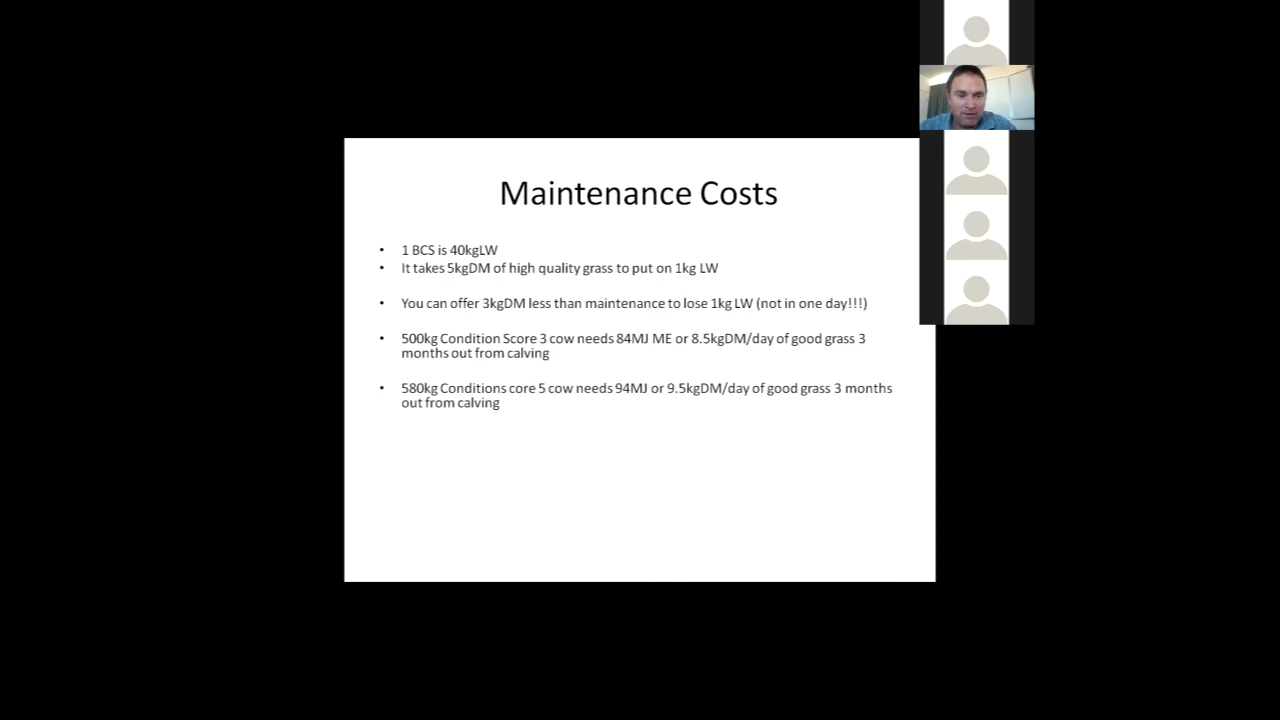 Maintenance Costs
• 1 BCS is 40kgLW
• It takes 5kgDM of high quality grass to put on 1kg LW
• You can offer 3kgDM less than maintenance to lose 1kg LW (not in one day!!!)
• 500kg Condition Score 3 cow needs 84MJ ME or 8.5kgDM/day of good grass 3
months out from calving
• 580kg Conditions core 5 cow needs 94MJ or 9.5kgDM/day of good grass 3 months
out from calving